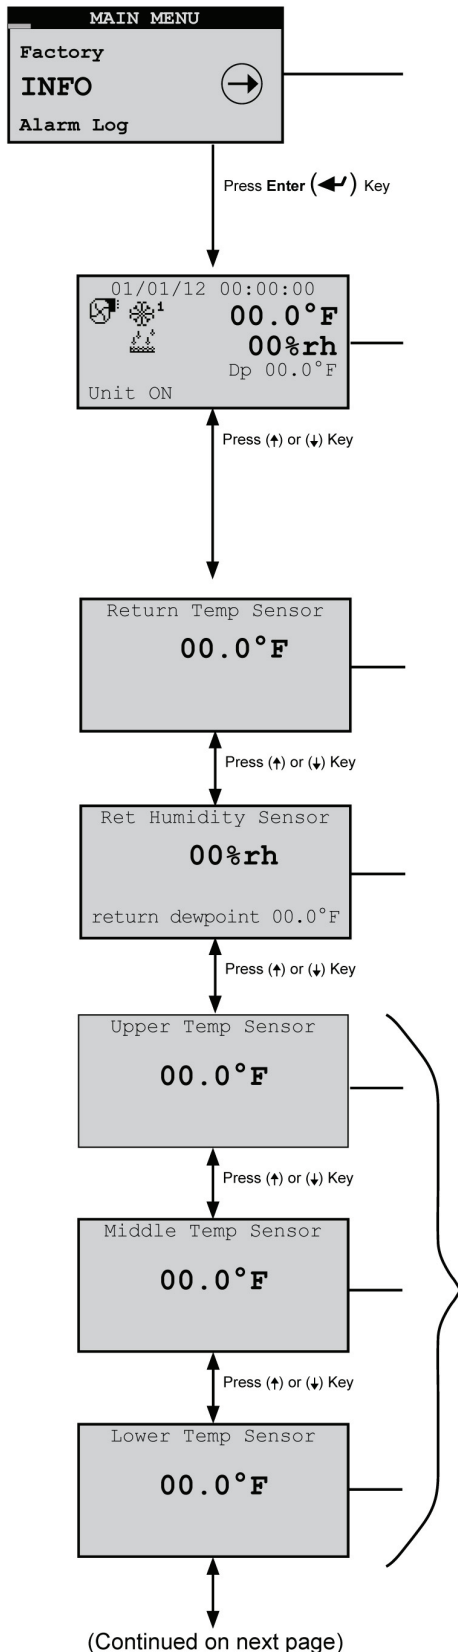 MAIN MENU
Factory
INFO
Alarm Log
Press Enter (↵) Key
01/01/12 00:00:00
1 00.0°F
00%rh
Dp 00.0°F
Unit ON
Press (↑) or (↓) Key
Return Temp Sensor
00.0°F
Press (↑) or (↓) Key
Ret Humidity Sensor
00%rh
return dewpoint 00.0°F
Press (↑) or (↓) Key
Upper Temp Sensor
00.0°F
Press (↑) or (↓) Key
Middle Temp Sensor
00.0°F
Press (↑) or (↓) Key
Lower Temp Sensor
00.0°F
(Continued on next page)